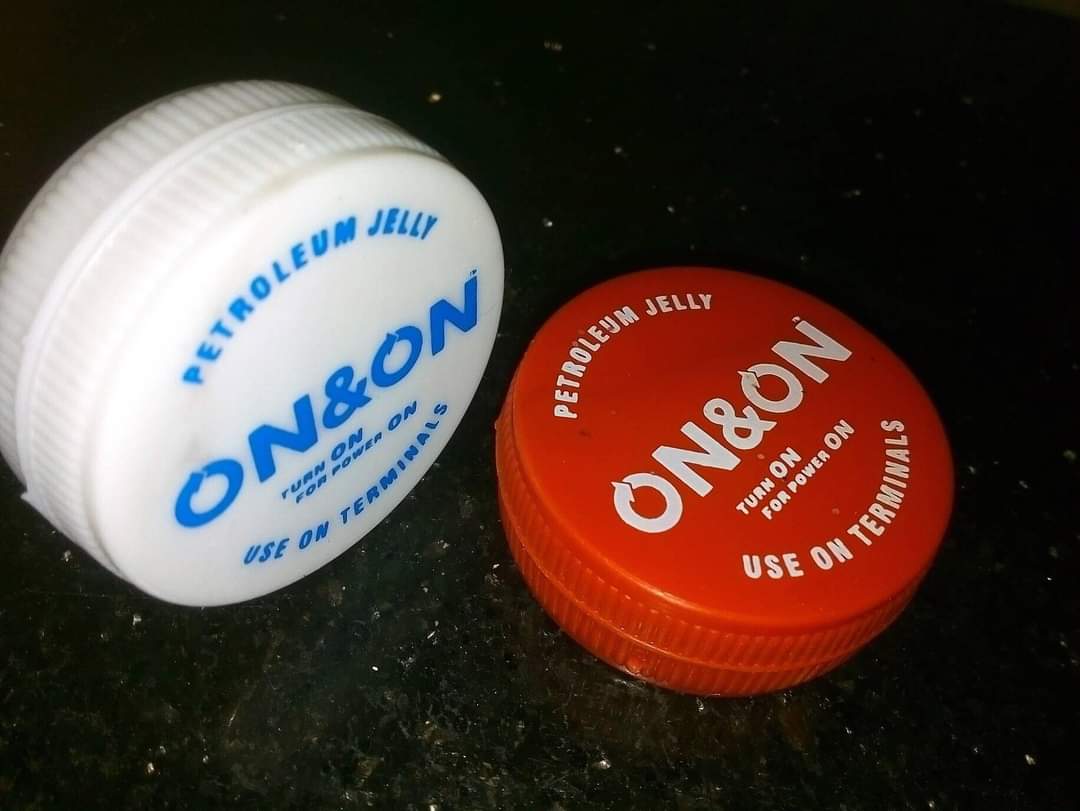 PETROLEUM JELLY
ON&ON
TURN ON
FOR POWER ON
USE ON TERMINALS
PETROLEUM JELLY
ON&ON
TURN ON
FOR POWER ON
USE ON TERMINALS